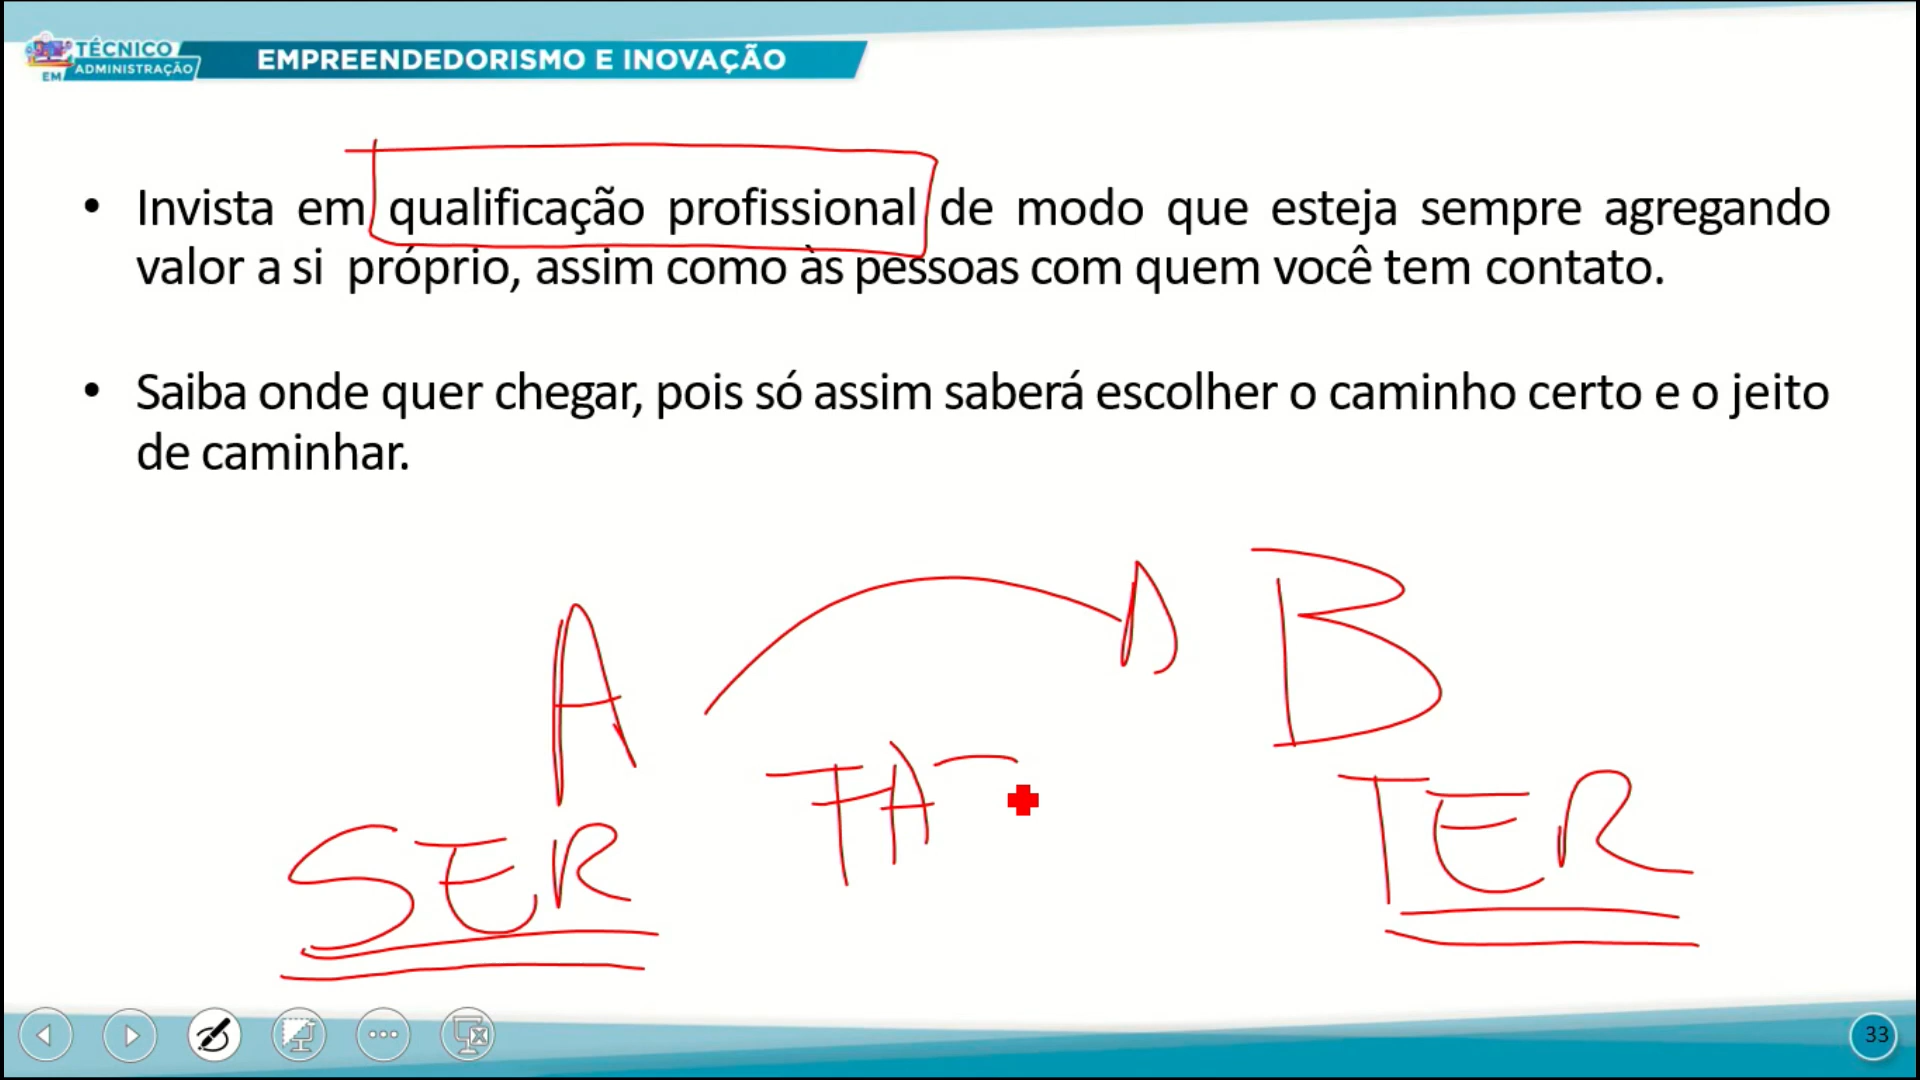 TÉCNICO
EM ADMINISTRAÇÃO
EMPREENDEDORISMO E INOVAÇÃO
• Invista em qualificação profissional de modo que esteja sempre agregando
valor a si próprio, assim como às pessoas com quem você tem contato.
• Saiba onde quer chegar, pois só assim saberá escolher o caminho certo e o jeito
de caminhar.
A B
SER TER
33